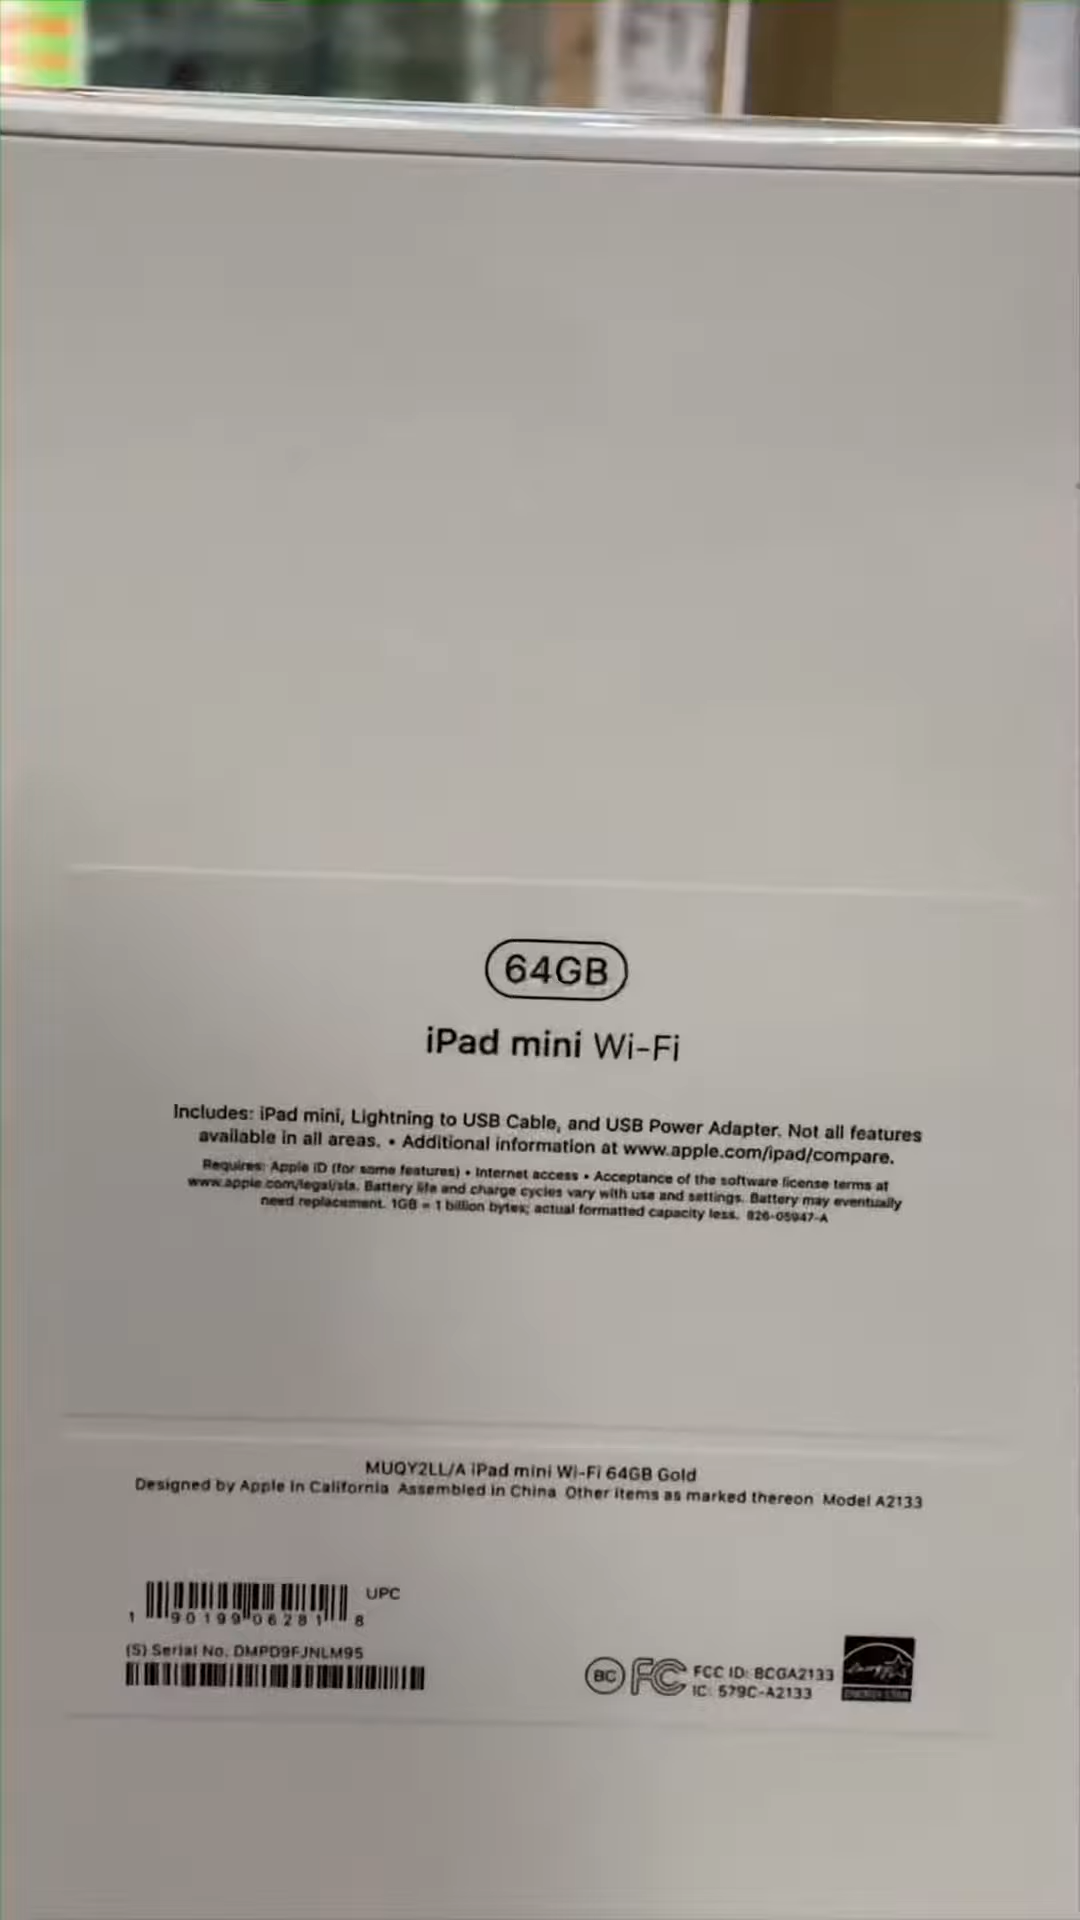 64GB
iPad mini Wi-Fi
Includes: iPad mini, Lightning to USB Cable, and USB Power Adapter. Not all features
available in all areas. • Additional information at www.apple.com/ipad/compare.
Requires: Apple ID (for some features) • Internet access • Acceptance of the software license terms at
www.apple.com/legal/sla. Battery life and charge cycles vary with use and settings. Battery may eventually
need replacement. 1GB = 1 billion bytes; actual formatted capacity less. 826-05947-A
MUQY2LL/A iPad mini Wi-Fi 64GB Gold
Designed by Apple in California Assembled in China Other items as marked thereon Model A2133
UPC
1 90199 06281 8
(S) Serial No. DMPD9FJNLM95
BC FC FCC ID: BCGA2133
IC: 579C-A2133
ENERGY STAR